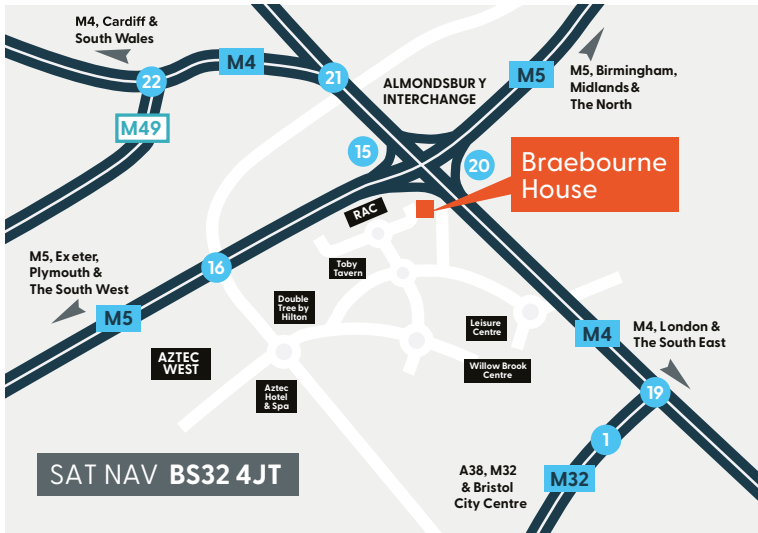 M4, Cardiff &
South Wales
M4
22
21
M49
ALMONDSBURY
INTERCHANGE
M5
M5, Birmingham,
Midlands &
The North
15
20
Braebourne
House
RAC
M5, Exeter,
Plymouth &
The South West
16
M5
Toby
Tavern
Double
Tree by
Hilton
Leisure
Centre
M4
M4, London &
The South East
AZTEC
WEST
Willow Brook
Centre
Aztec
Hotel
& Spa
19
1
SAT NAV BS32 4JT
A38, M32
& Bristol
City Centre
M32